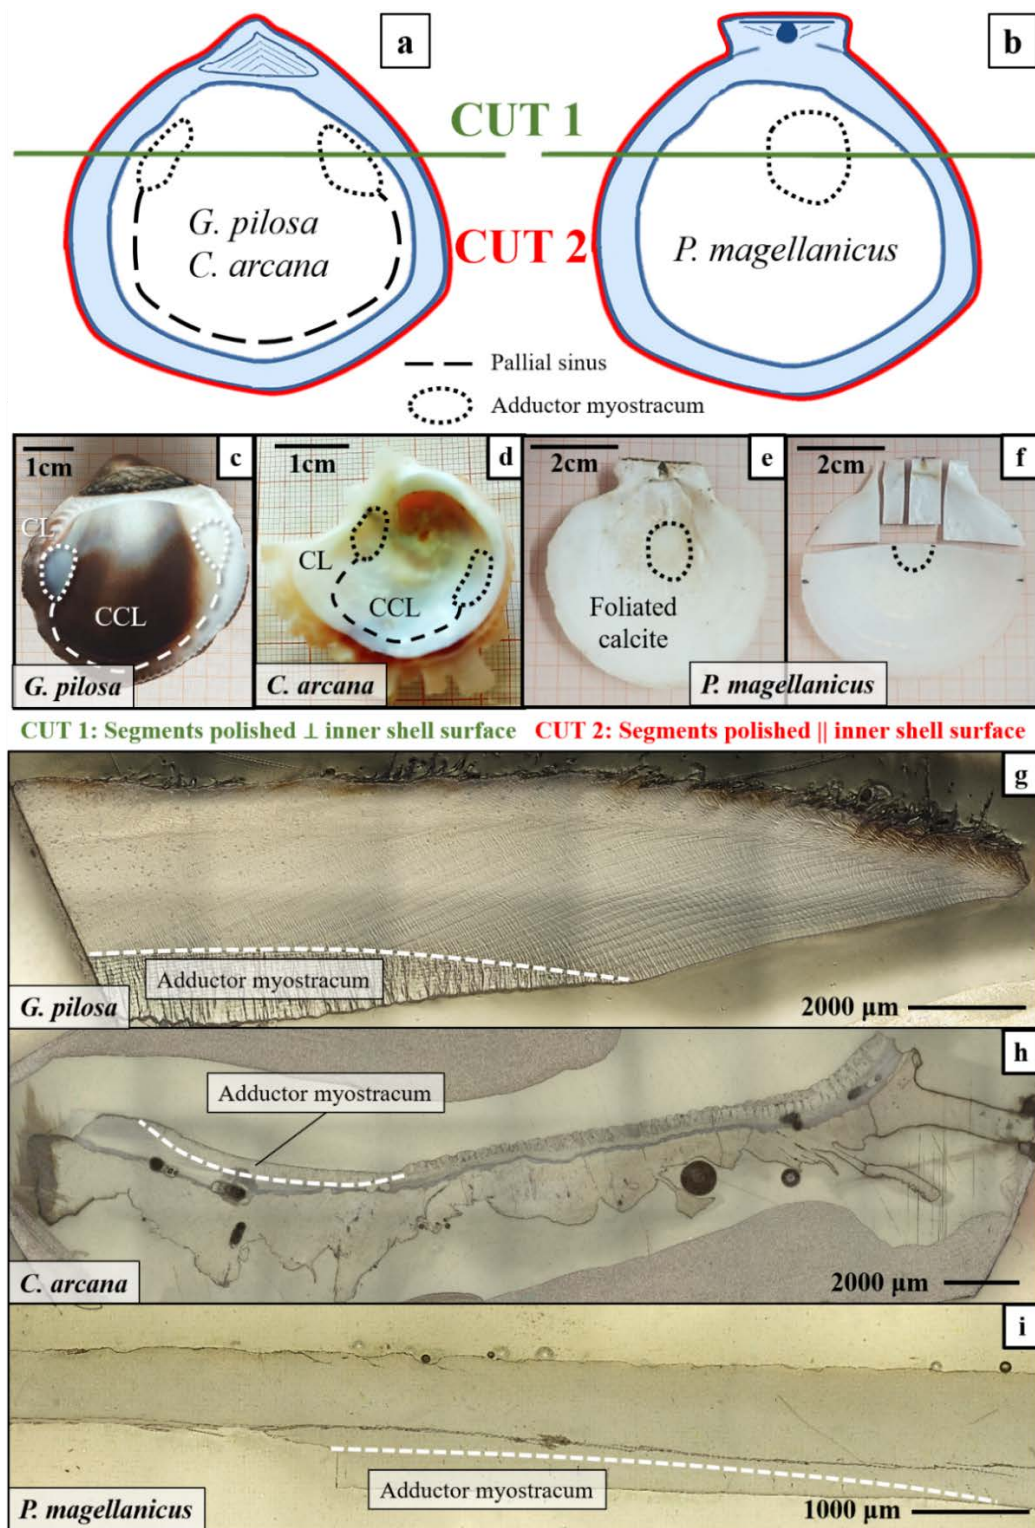 a
b
CUT 1
G. pilosa
C. arcana
CUT 2
P. magellanicus
Pallial sinus
Adductor myostracum
1cm
c
CL
CCL
G. pilosa
1cm
d
CL
CCL
C. arcana
2cm
e
Foliated
calcite
2cm
f
P. magellanicus
CUT 1: Segments polished ⊥ inner shell surface
CUT 2: Segments polished || inner shell surface
g
Adductor myostracum
G. pilosa
2000 µm
h
Adductor myostracum
C. arcana
2000 µm
i
Adductor myostracum
P. magellanicus
1000 µm